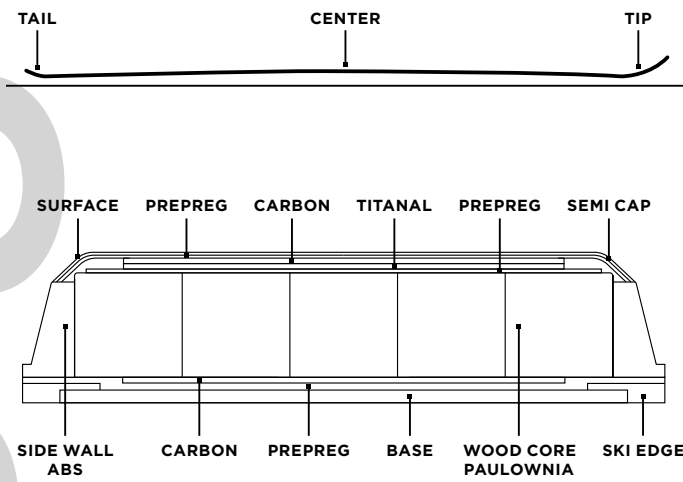 TAIL CENTER TIP
SURFACE PREPREG CARBON TITANAL PREPREG SEMI CAP
SIDE WALL CARBON PREPREG BASE WOOD CORE SKI EDGE
ABS PAULOWNIA